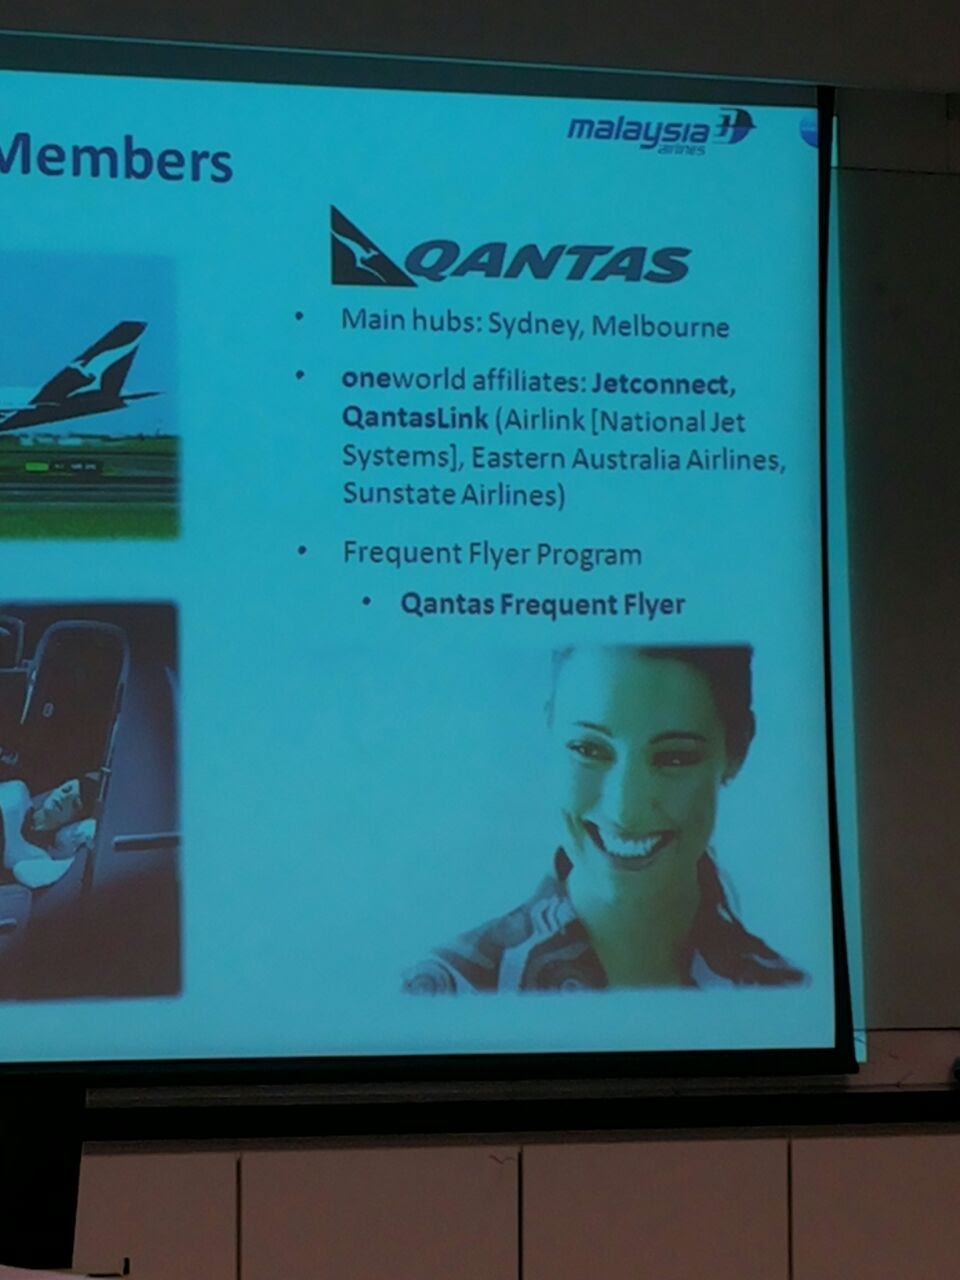 Members
malaysia
airlines
QANTAS
• Main hubs: Sydney, Melbourne
• oneworld affiliates: Jetconnect,
QantasLink (Airlink [National Jet
Systems], Eastern Australia Airlines,
Sunstate Airlines)
• Frequent Flyer Program
• Qantas Frequent Flyer